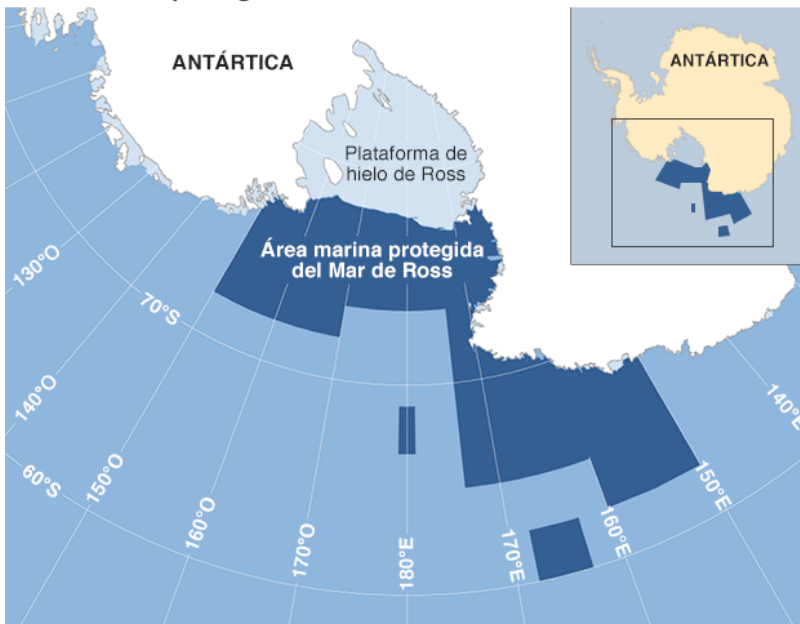 ANTÁRTICA
ANTÁRTICA
Plataforma de
hielo de Ross
Área marina protegida
del Mar de Ross
130°O
70°S
140°O
140°E
60°S
150°O
150°E
160°O
170°O
180°E
170°E
160°E